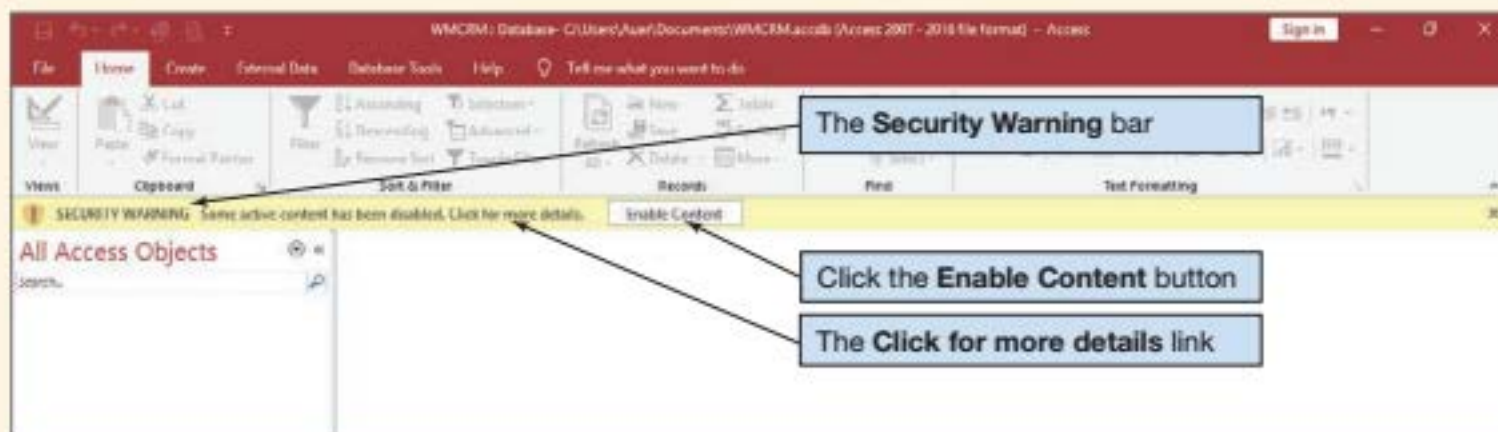 WMCRM : Database- C:\Users\Auer\Documents\WMCRM.accdb (Access 2007 - 2016 file format) - Access Sign in
File Home Create External Data Database Tools Help Tell me what you want to do
View Paste Cut Copy Format Painter
Filter Ascending Descending Remove Sort Selection Advanced
Refresh All New Save Delete More
Views Clipboard Sort & Filter Records Find Text Formatting
The Security Warning bar
SECURITY WARNING Some active content has been disabled. Click for more details. Enable Content
All Access Objects
Search...
Click the Enable Content button
The Click for more details link